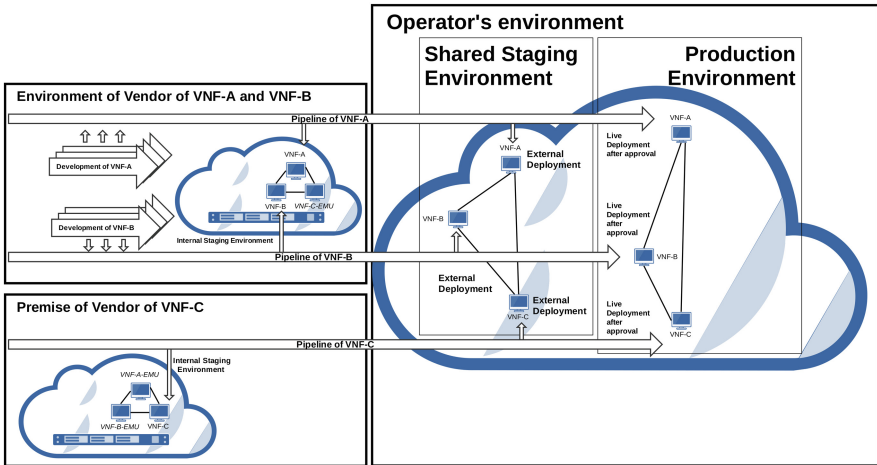 Operator's environment
Shared Staging
Environment
Production
Environment
Environment of Vendor of VNF-A and VNF-B
Pipeline of VNF-A
Development of VNF-A
VNF-A
VNF-B
VNF-C-EMU
Development of VNF-B
Internal Staging Environment
Pipeline of VNF-B
VNF-A
External
Deployment
VNF-B
External
Deployment
External
Deployment
VNF-C
VNF-A
Live
Deployment
after approval
Live
Deployment
after
approval
VNF-B
Live
Deployment
after
approval
VNF-C
Premise of Vendor of VNF-C
Pipeline of VNF-C
Internal Staging
Environment
VNF-A-EMU
VNF-B-EMU
VNF-C